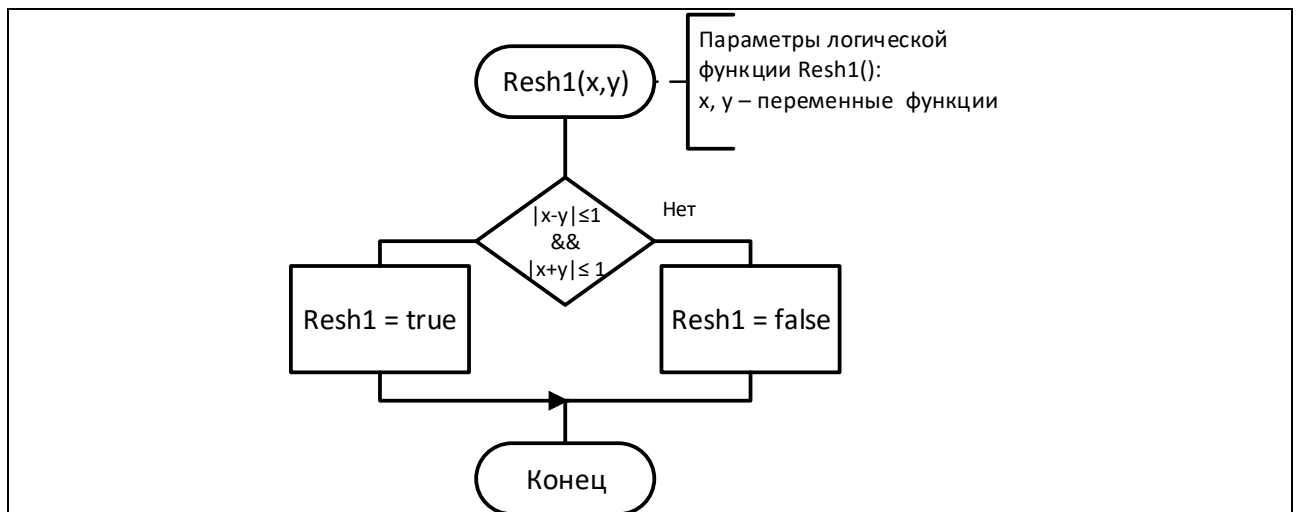 Resh1(x,y)
Параметры логической
функции Resh1():
x, y – переменные функции
|x-y|≤1
&&
|x+y|≤ 1
Нет
Resh1 = true
Resh1 = false
Конец